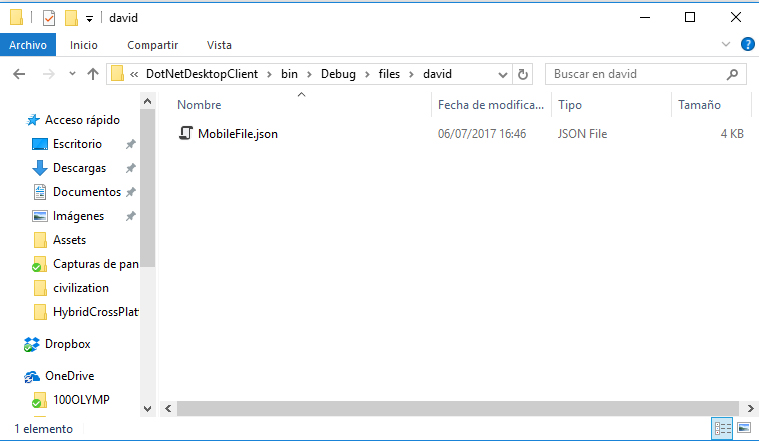 david
Archivo Inicio Compartir Vista
« DotNetDesktopClient › bin › Debug › files › david
Buscar en david
Nombre Fecha de modifica... Tipo Tamaño
MobileFile.json 06/07/2017 16:46 JSON File 4 KB
Acceso rápido
Escritorio
Descargas
Documentos
Imágenes
Assets
Capturas de pan
civilization
HybridCrossPlat
Dropbox
OneDrive
100OLYMP
1 elemento